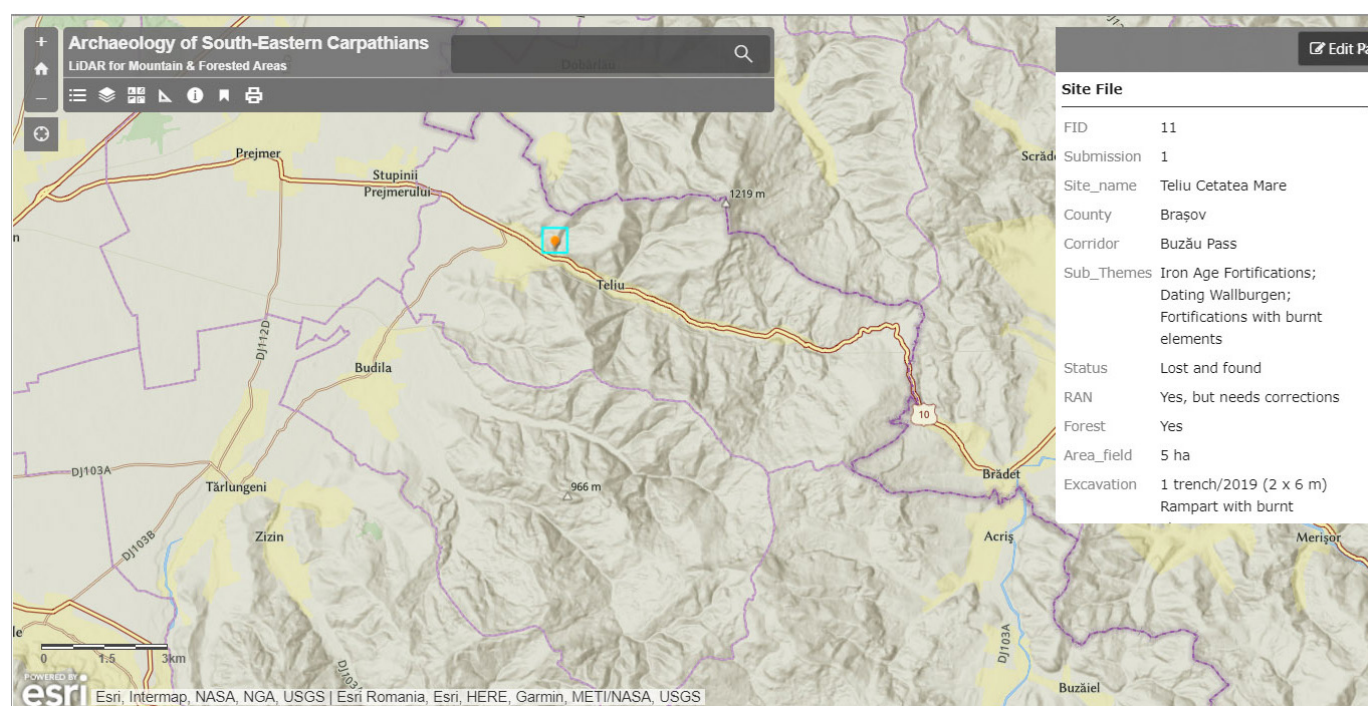 +
Archaeology of South-Eastern Carpathians
LiDAR for Mountain & Forested Areas
Dobârlău
Edit Pa
Site File
FID 11
Submission 1
Site_name Teliu Cetatea Mare
County Brașov
Corridor Buzău Pass
Sub_Themes Iron Age Fortifications;
Dating Wallburgen;
Fortifications with burnt
elements
Status Lost and found
RAN Yes, but needs corrections
Forest Yes
Area_field 5 ha
Excavation 1 trench/2019 (2 x 6 m)
Rampart with burnt
Prejmer
Stupinii
Prejmerului
Scrăd
1219 m
n
Teliu
DJ112D
Budila
10
Brădet
DJ103A
Tărlungeni
966 m
Zizin
DJ103B
Acriș
Merișor
le
0 1.5 3km
DJ103A
DJ103A
Buzăiel
POWERED BY
esri
Esri, Intermap, NASA, NGA, USGS | Esri Romania, Esri, HERE, Garmin, METI/NASA, USGS